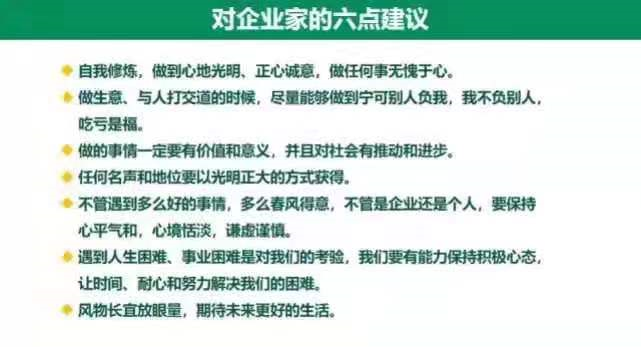 对企业家的六点建议
自我修炼，做到心地光明、正心诚意，做任何事无愧于心。
做生意、与人打交道的时候，尽量能够做到宁可别人负我，我不负别人，
吃亏是福。
做的事情一定要有价值和意义，并且对社会有推动和进步。
任何名声和地位要以光明正大的方式获得。
不管遇到多么好的事情，多么春风得意，不管是企业还是个人，要保持
心平气和，心境恬淡，谦虚谨慎。
遇到人生困难、事业困难是对我们的考验，我们要有能力保持积极心态，
让时间、耐心和努力解决我们的困难。
风物长宜放眼量，期待未来更好的生活。